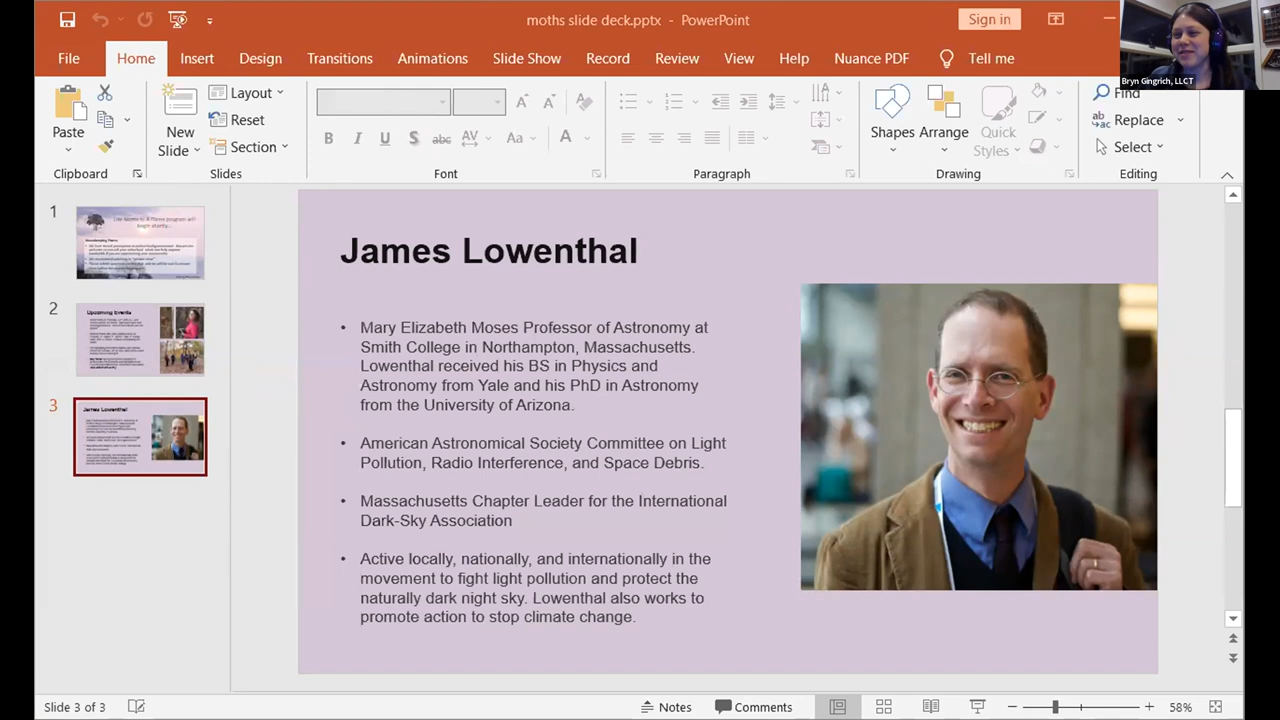 moths slide deck.pptx - PowerPoint
Sign in
Bryn Gingrich, LLCT
File Home Insert Design Transitions Animations Slide Show Record Review View Help Nuance PDF Tell me
Paste
New Slide
Layout
Reset
Section
B I U S abc AV Aa A
Shapes Arrange Quick Styles
Find
Replace
Select
Clipboard Slides Font Paragraph Drawing Editing
1
2
Upcoming Events
3
James Lowenthal
James Lowenthal
• Mary Elizabeth Moses Professor of Astronomy at
Smith College in Northamnton, Massachusetts.
Lowenthal received his BS in Physics and
Astronomy from Yale and his PhD in Astronomy
from the University of Arizona.
• American Astronomical Society Committee on Light
Pollution, Radio Interference, and Space Debris.
• Massachusetts Chapter Leader for the International
Dark-Sky Association
• Active locally, nationally, and internationally in the
movement to fight light pollution and protect the
naturally dark night sky. Lowenthal also works to
promote action to stop climate change.
Slide 3 of 3
Notes
Comments
58%